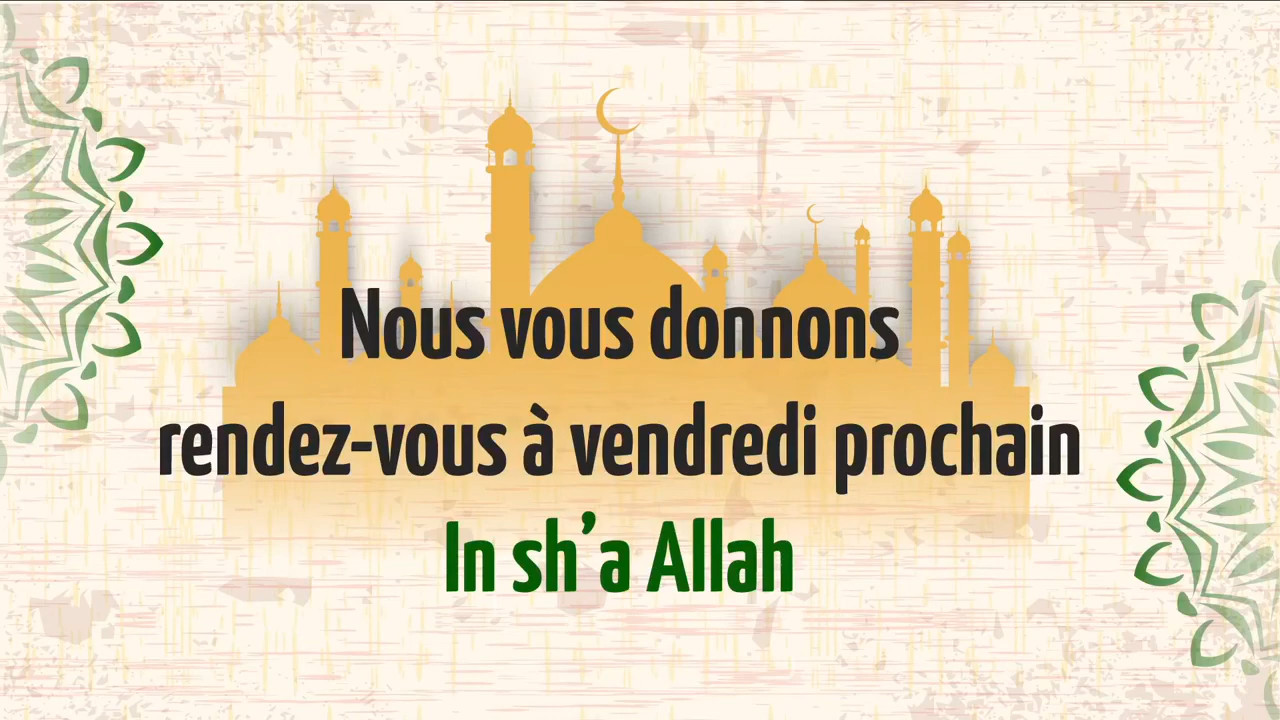 Nous vous donnons
rendez-vous à vendredi prochain
In sh’a Allah